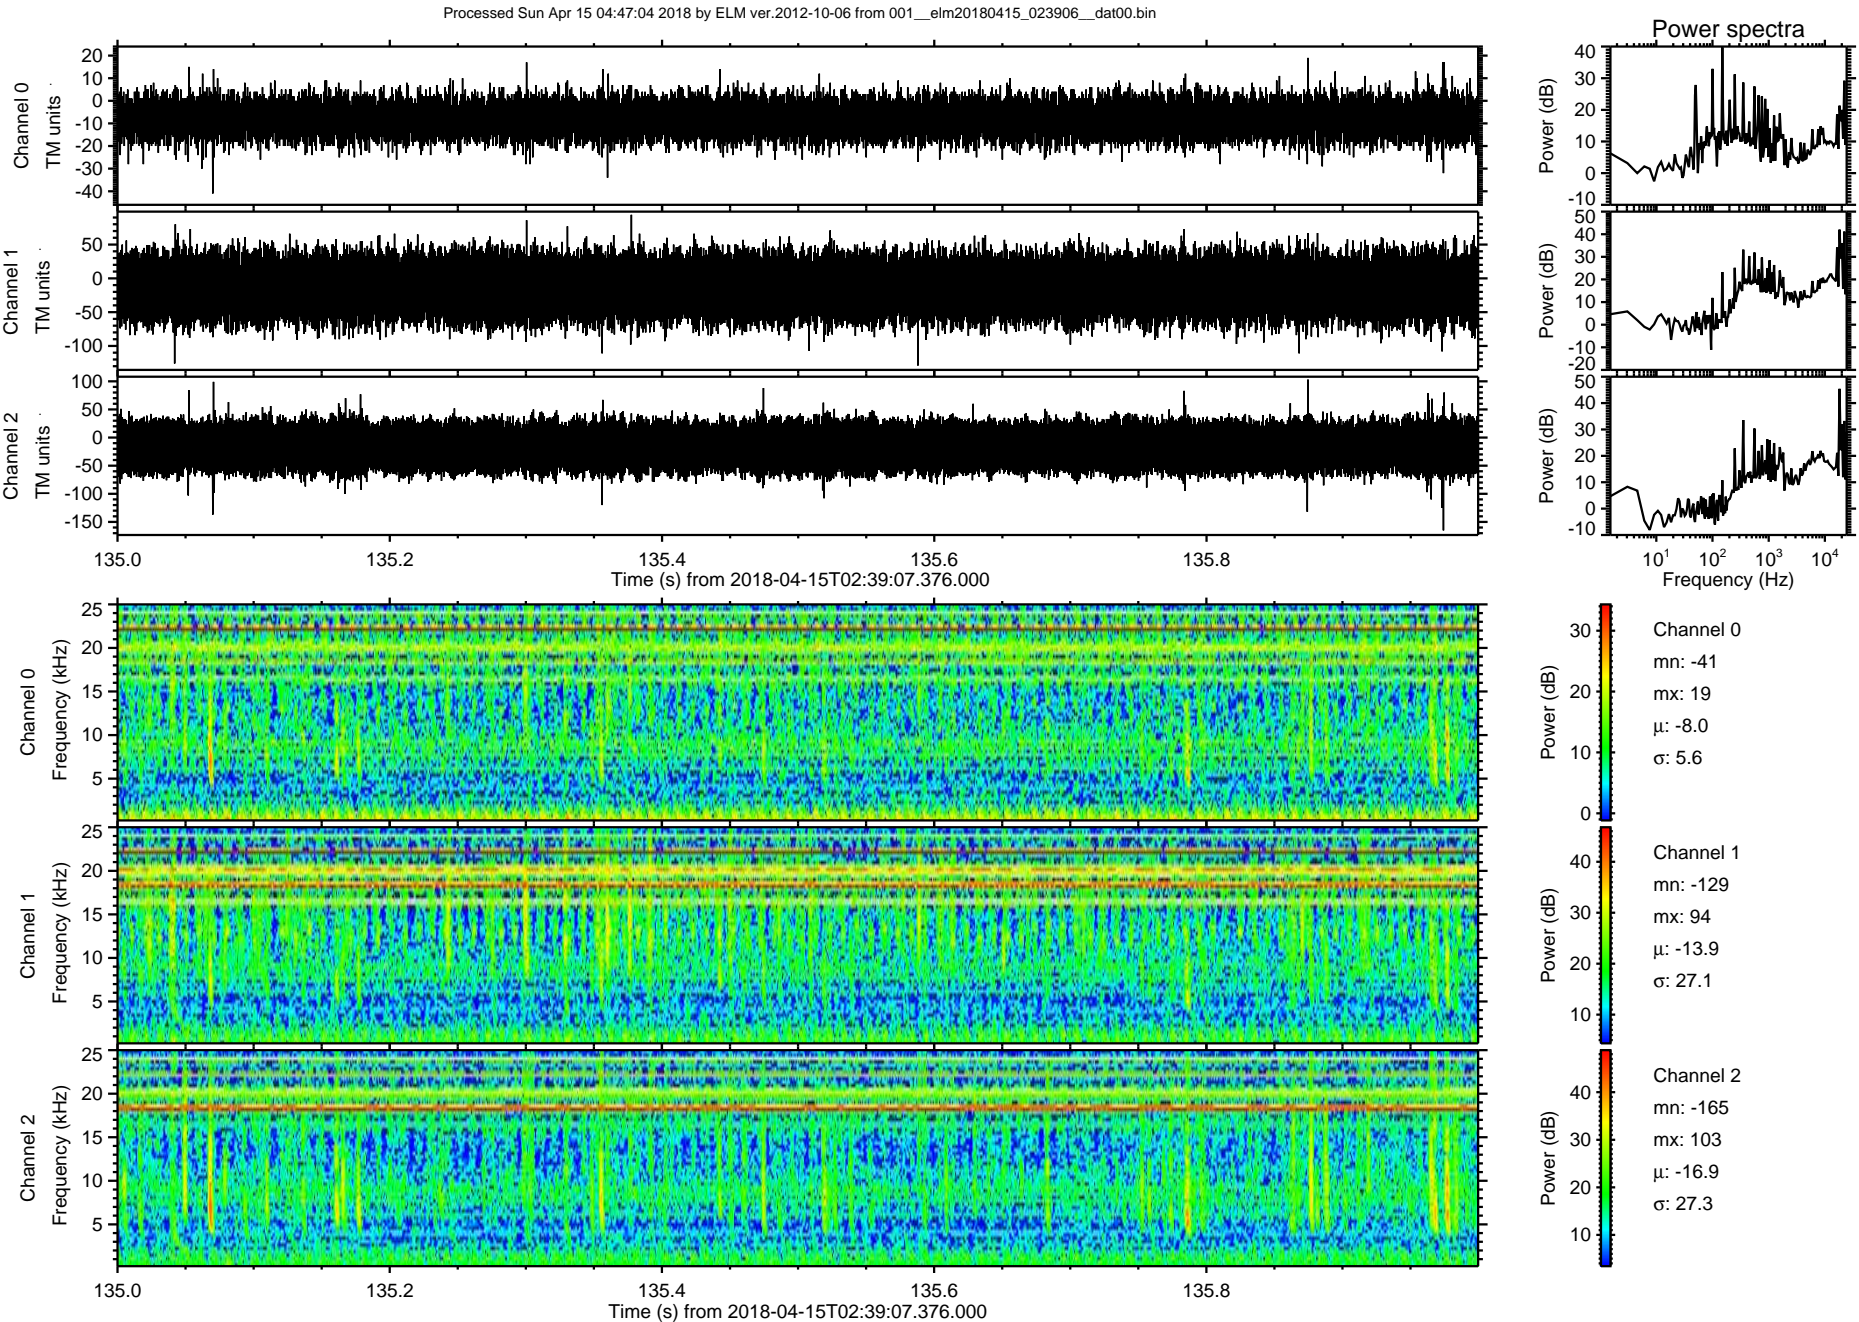 Processed Sun Apr 15 04:47:04 2018 by ELM ver.2012-10-06 from 001__elm20180415_023906__dat00.bin
Power spectra
Channel 0
TM units
20
10
0
-10
-20
-30
-40
Power (dB)
40
30
20
10
0
-10
Channel 1
TM units
50
0
-50
-100
Power (dB)
50
40
30
20
10
0
-10
-20
Channel 2
TM units
100
50
0
-50
-100
-150
Power (dB)
50
40
30
20
10
0
-10
135.0 135.2 135.4 135.6 135.8
Time (s) from 2018-04-15T02:39:07.376.000
10¹ 10² 10³ 10⁴
Frequency (Hz)
Channel 0
Frequency (kHz)
25
20
15
10
5
Power (dB)
30
20
10
0
Channel 0
mn: -41
mx: 19
μ: -8.0
σ: 5.6
Channel 1
Frequency (kHz)
25
20
15
10
5
Power (dB)
40
30
20
10
Channel 1
mn: -129
mx: 94
μ: -13.9
σ: 27.1
Channel 2
Frequency (kHz)
25
20
15
10
5
Power (dB)
40
30
20
10
Channel 2
mn: -165
mx: 103
μ: -16.9
σ: 27.3
135.0 135.2 135.4 135.6 135.8
Time (s) from 2018-04-15T02:39:07.376.000